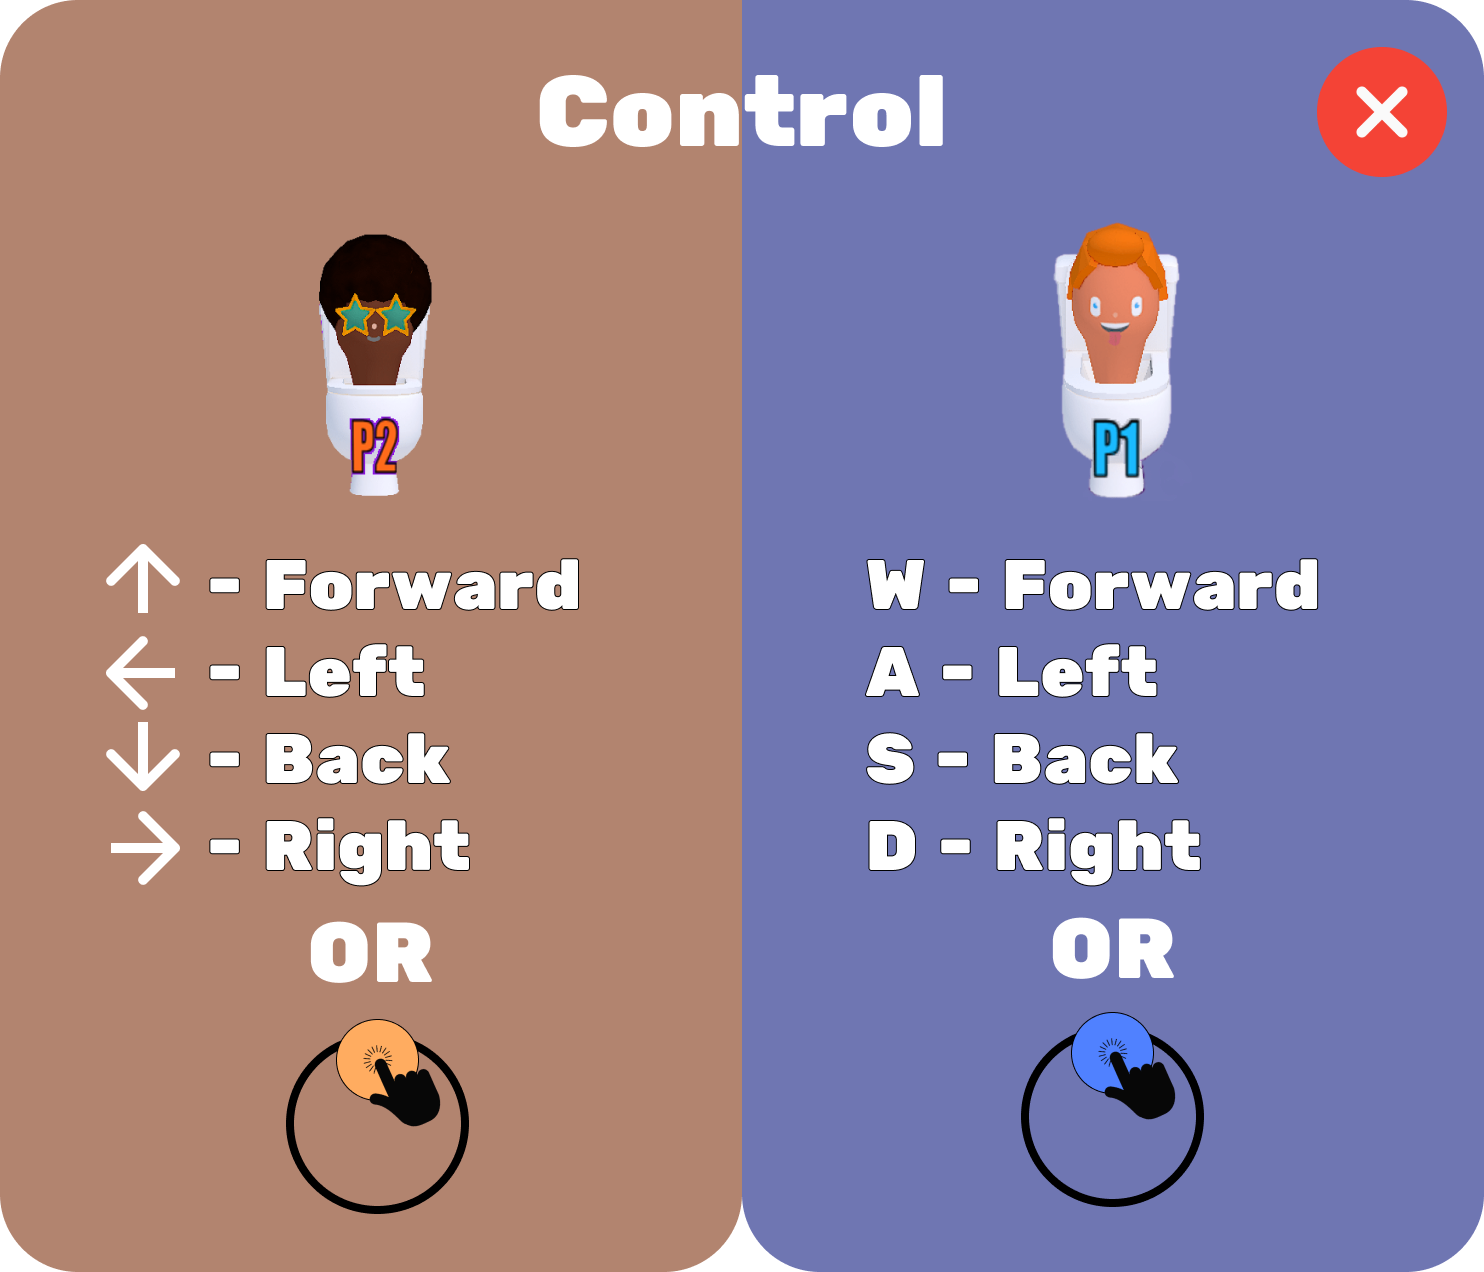 Control
P2
↑ - Forward
← - Left
↓ - Back
→ - Right
OR
P1
W - Forward
A - Left
S - Back
D - Right
OR